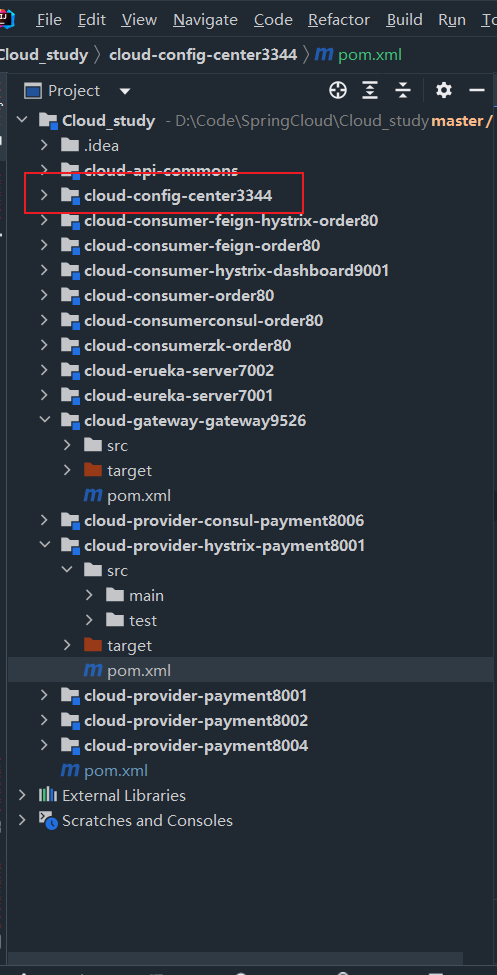 File Edit View Navigate Code Refactor Build Run
Cloud_study cloud-config-center3344 pom.xml
Project
Cloud_study - D:\Code\SpringCloud\Cloud_study master /
.idea
cloud-api-commons
cloud-config-center3344
cloud-consumer-feign-hystrix-order80
cloud-consumer-feign-order80
cloud-consumer-hystrix-dashboard9001
cloud-consumer-order80
cloud-consumerconsul-order80
cloud-consumerzk-order80
cloud-erueka-server7002
cloud-eureka-server7001
cloud-gateway-gateway9526
src
target
pom.xml
cloud-provider-consul-payment8006
cloud-provider-hystrix-payment8001
src
main
test
target
pom.xml
cloud-provider-payment8001
cloud-provider-payment8002
cloud-provider-payment8004
pom.xml
External Libraries
Scratches and Consoles